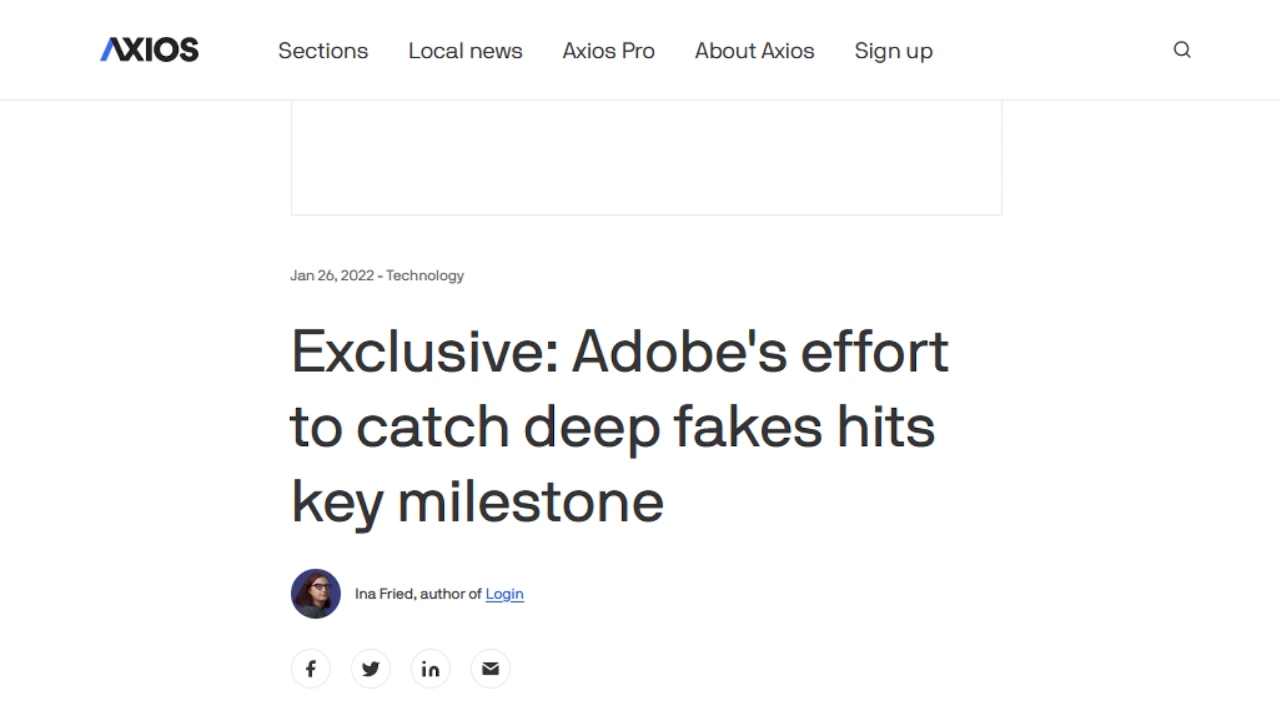 AXIOS Sections Local news Axios Pro About Axios Sign up
Jan 26, 2022 - Technology
Exclusive: Adobe's effort
to catch deep fakes hits
key milestone
Ina Fried, author of Login